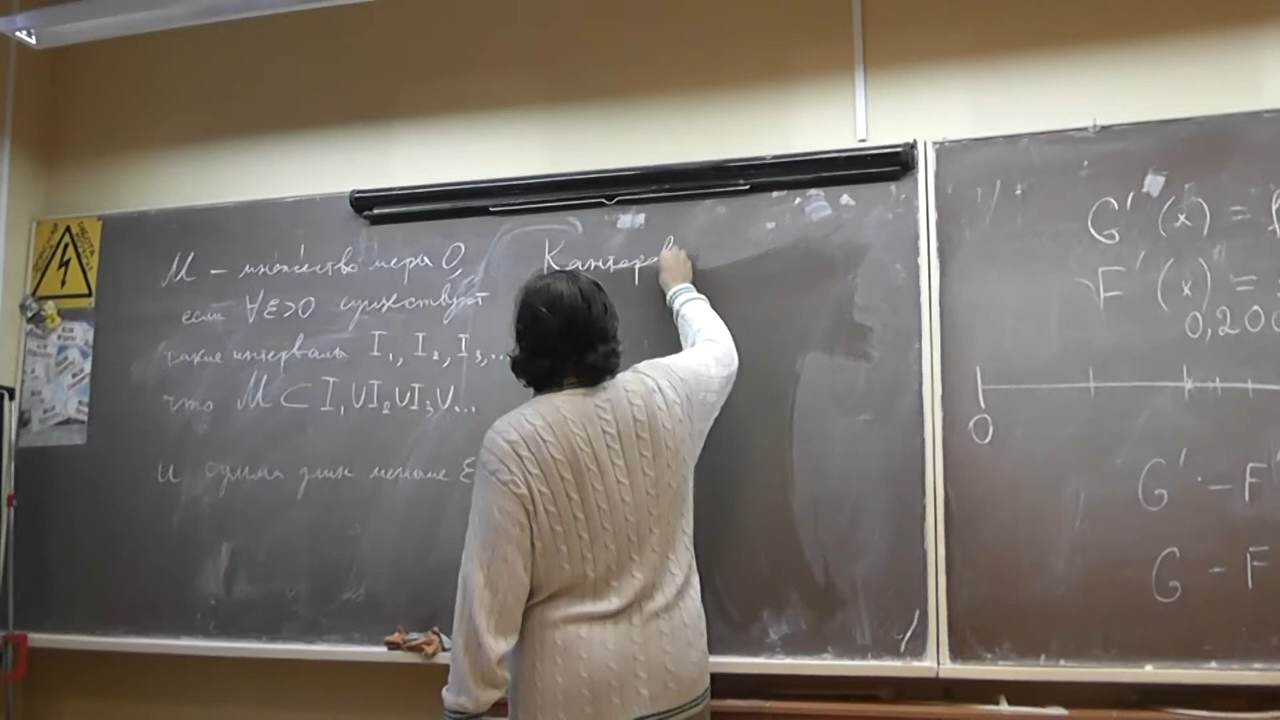 M – множество меры 0,
если ∀ε>0 существуют
такие интервалы I₁, I₂, I₃,...
что M ⊂ I₁∪I₂∪I₃∪...
и сумма длин меньше ε
Канторов
G'(x) =
F'(x) =
0,200
0
G' – F'
G – F